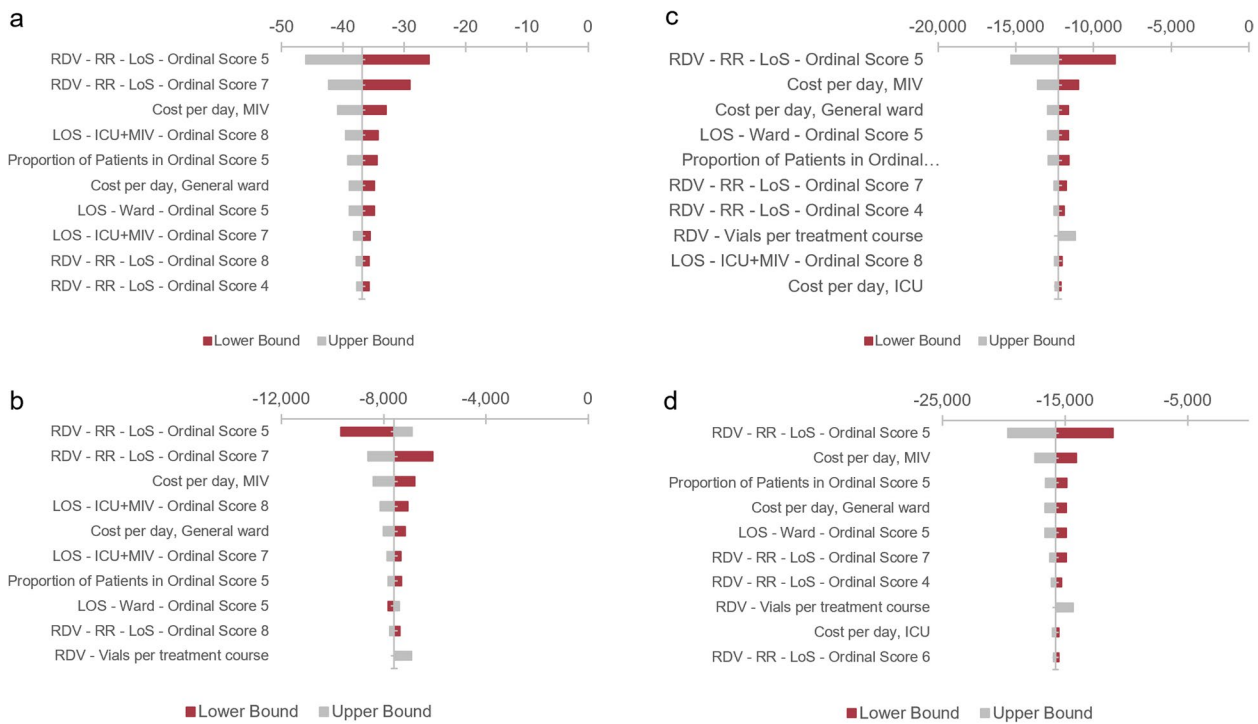 a
-50 -40 -30 -20 -10 0
RDV - RR - LoS - Ordinal Score 5
RDV - RR - LoS - Ordinal Score 7
Cost per day, MIV
LOS - ICU+MIV - Ordinal Score 8
Proportion of Patients in Ordinal Score 5
Cost per day, General ward
LOS - Ward - Ordinal Score 5
LOS - ICU+MIV - Ordinal Score 7
RDV - RR - LoS - Ordinal Score 8
RDV - RR - LoS - Ordinal Score 4
Lower Bound Upper Bound
c
-20,000 -15,000 -10,000 -5,000 0
RDV - RR - LoS - Ordinal Score 5
Cost per day, MIV
Cost per day, General ward
LOS - Ward - Ordinal Score 5
Proportion of Patients in Ordinal...
RDV - RR - LoS - Ordinal Score 7
RDV - RR - LoS - Ordinal Score 4
RDV - Vials per treatment course
LOS - ICU+MIV - Ordinal Score 8
Cost per day, ICU
Lower Bound Upper Bound
b
-12,000 -8,000 -4,000 0
RDV - RR - LoS - Ordinal Score 5
RDV - RR - LoS - Ordinal Score 7
Cost per day, MIV
LOS - ICU+MIV - Ordinal Score 8
Cost per day, General ward
LOS - ICU+MIV - Ordinal Score 7
Proportion of Patients in Ordinal Score 5
LOS - Ward - Ordinal Score 5
RDV - RR - LoS - Ordinal Score 8
RDV - Vials per treatment course
Lower Bound Upper Bound
d
-25,000 -15,000 -5,000
RDV - RR - LoS - Ordinal Score 5
Cost per day, MIV
Proportion of Patients in Ordinal Score 5
Cost per day, General ward
LOS - Ward - Ordinal Score 5
RDV - RR - LoS - Ordinal Score 7
RDV - RR - LoS - Ordinal Score 4
RDV - Vials per treatment course
Cost per day, ICU
RDV - RR - LoS - Ordinal Score 6
Lower Bound Upper Bound